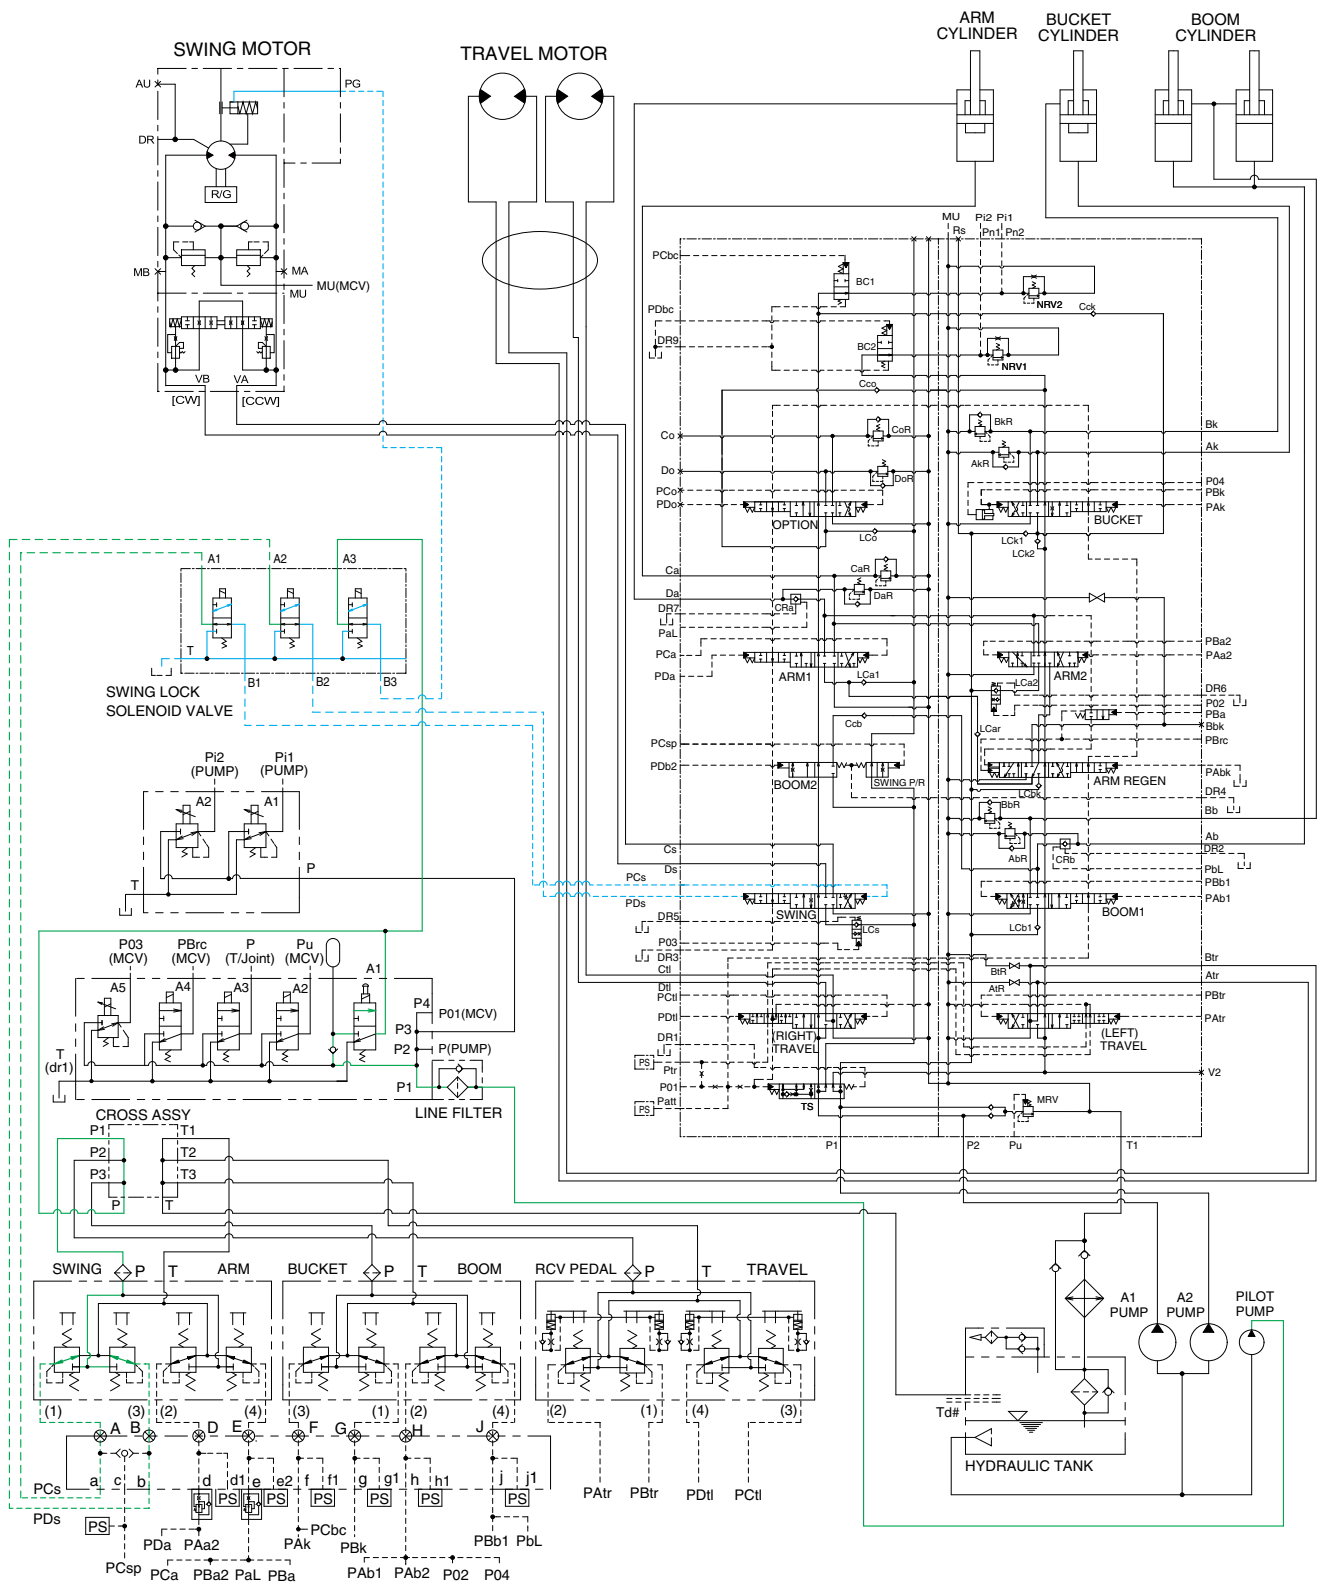 ARM
CYLINDER
BUCKET
CYLINDER
BOOM
CYLINDER
SWING MOTOR
TRAVEL MOTOR
AU
PG
DR
R/G
MB
MA
MU(MCV)
MU
VB
VA
[CW]
[CCW]
MU
Rs
Pi2
Pi1
Pn1
Pn2
PCbc
BC1
NRV2
Cck
PDbc
DR9
BC2
NRV1
Cco
Co
CoR
BkR
Bk
Do
DoR
AkR
Ak
PCo
PDo
P04
PBk
PAk
OPTION
BUCKET
LCo
LCk1
LCk2
A1
A2
A3
T
B1
B2
B3
SWING LOCK
SOLENOID VALVE
Ca
CaR
Da
DaR
DR7
CRa
PaL
PCa
PDa
ARM1
ARM2
PBa2
PAa2
LCa1
LCa2
DR6
P02
PBa
Bbk
PBrc
Ccb
LCar
PCsp
PDb2
BOOM2
SWING P/R
ARM REGEN
PAbk
LCbk
DR4
BbR
Bb
AbR
CRb
Ab
DR2
PbL
PBb1
PAb1
Cs
Ds
PCs
PDs
SWING
BOOM1
DR5
P03
DR3
LCs
LCb1
Ctl
Dtl
PCtl
PDtl
BtR
AtR
Btr
Atr
PBtr
PAtr
(RIGHT)
TRAVEL
(LEFT)
TRAVEL
DR1
PS
Ptr
P01
Patt
PS
TS
V2
MRV
P1
P2
Pu
T1
Pi2
(PUMP)
Pi1
(PUMP)
A2
A1
T
P
P03
(MCV)
PBrc
(MCV)
P
(T/Joint)
Pu
(MCV)
A5
A4
A3
A2
A1
P4
P01(MCV)
P3
P2
P(PUMP)
T
(dr1)
P1
LINE FILTER
CROSS ASSY
P1
T1
P2
T2
P3
T3
P
T
SWING
P
T
ARM
BUCKET
P
T
BOOM
RCV PEDAL
P
T
TRAVEL
(1)
(3)
(2)
(4)
(3)
(1)
(2)
(4)
(2)
(1)
(4)
(3)
A
B
D
E
F
G
H
J
a
c
b
d
d1
e
e2
f
f1
g
g1
h
h1
j
j1
PS
PS
PS
PS
PS
PS
PS
PCs
PDs
PCsp
PDa
PAa2
PCa
PBa2
PaL
PBa
PAk
PCbc
PBk
PAb1
PAb2
P02
P04
PBb1
PbL
PAtr
PBtr
PDtl
PCtl
A1
PUMP
A2
PUMP
PILOT
PUMP
Td#
HYDRAULIC TANK